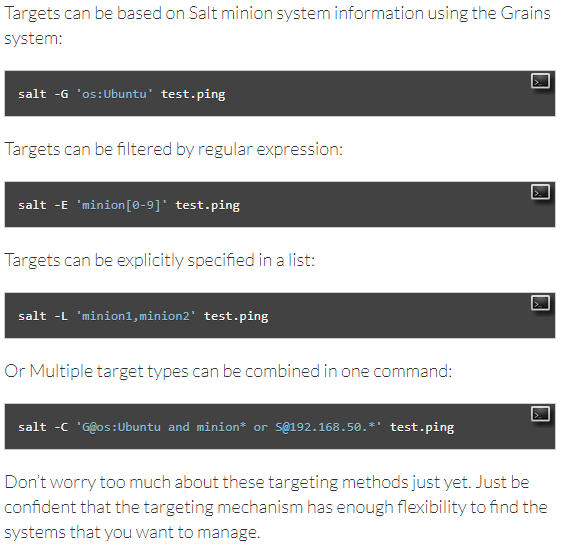 Targets can be based on Salt minion system information using the Grains
system:
salt -G 'os:Ubuntu' test.ping
Targets can be filtered by regular expression:
salt -E 'minion[0-9]' test.ping
Targets can be explicitly specified in a list:
salt -L 'minion1,minion2' test.ping
Or Multiple target types can be combined in one command:
salt -C 'G@os:Ubuntu and minion* or S@192.168.50.*' test.ping
Don’t worry too much about these targeting methods just yet. Just be
confident that the targeting mechanism has enough flexibility to find the
systems that you want to manage.